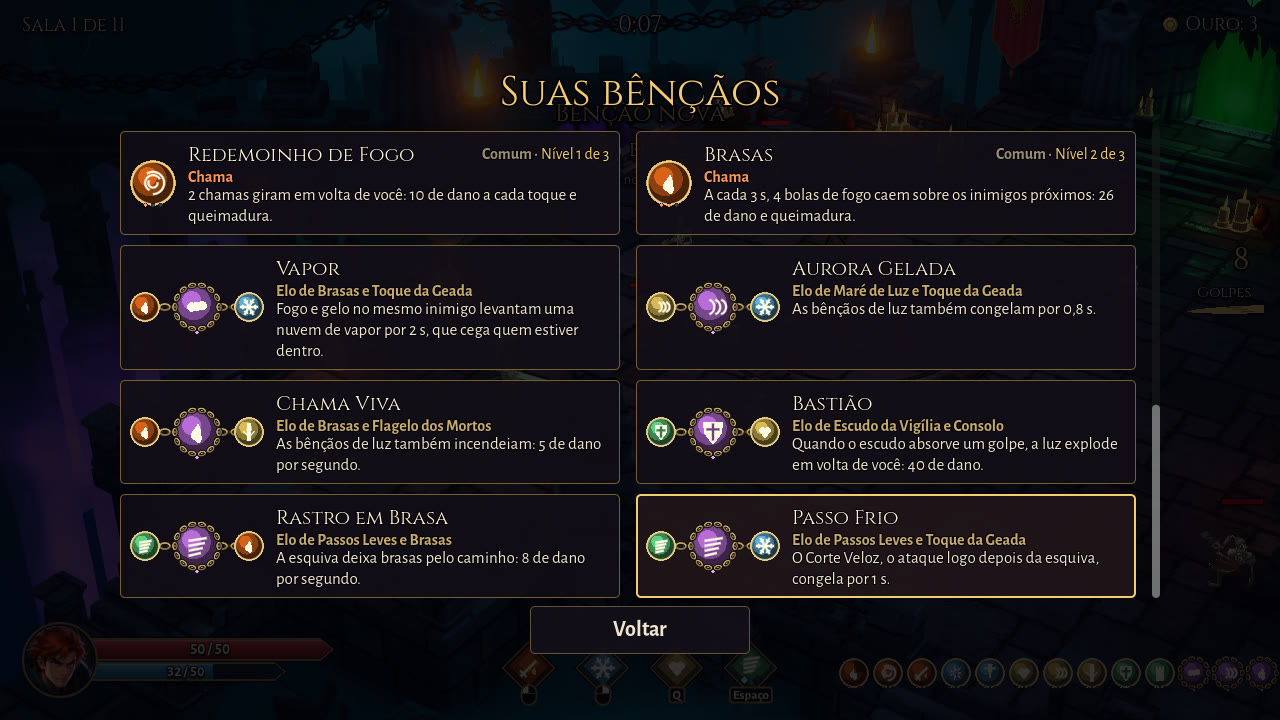 Sala 1 de 11
0:07
Ouro: 3
Suas bênçãos
Bênção nova
Redemoinho de Fogo
Comum · Nível 1 de 3
Chama
2 chamas giram em volta de você: 10 de dano a cada toque e
queimadura.
Brasas
Comum · Nível 2 de 3
Chama
A cada 3 s, 4 bolas de fogo caem sobre os inimigos próximos: 26
de dano e queimadura.
Vapor
Elo de Brasas e Toque da Geada
Fogo e gelo no mesmo inimigo levantam uma
nuvem de vapor por 2 s, que cega quem estiver
dentro.
Aurora Gelada
Elo de Maré de Luz e Toque da Geada
As bênçãos de luz também congelam por 0,8 s.
8
Golpes
Chama Viva
Elo de Brasas e Flagelo dos Mortos
As bênçãos de luz também incendeiam: 5 de dano
por segundo.
Bastião
Elo de Escudo da Vigília e Consolo
Quando o escudo absorve um golpe, a luz explode
em volta de você: 40 de dano.
Rastro em Brasa
Elo de Passos Leves e Brasas
A esquiva deixa brasas pelo caminho: 8 de dano
por segundo.
Passo Frio
Elo de Passos Leves e Toque da Geada
O Corte Veloz, o ataque logo depois da esquiva,
congela por 1 s.
Voltar
50 / 50
32 / 50
Q
Espaço